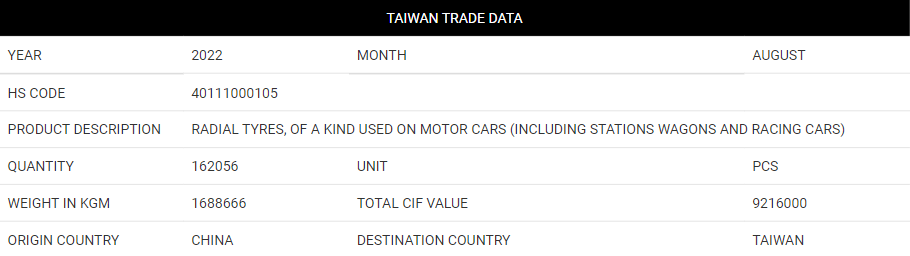 TAIWAN TRADE DATA
YEAR 2022 MONTH AUGUST
HS CODE 40111000105
PRODUCT DESCRIPTION RADIAL TYRES, OF A KIND USED ON MOTOR CARS (INCLUDING STATIONS WAGONS AND RACING CARS)
QUANTITY 162056 UNIT PCS
WEIGHT IN KGM 1688666 TOTAL CIF VALUE 9216000
ORIGIN COUNTRY CHINA DESTINATION COUNTRY TAIWAN